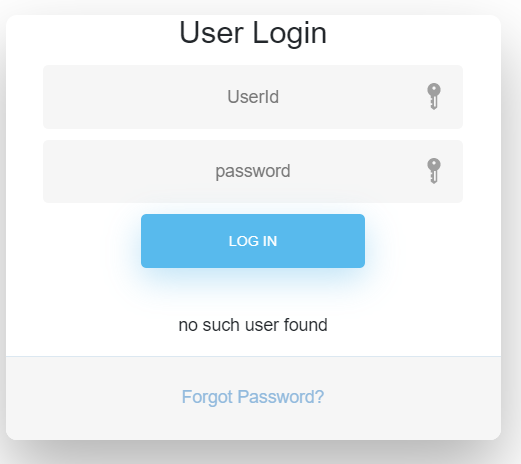 User Login
UserId
password
LOG IN
no such user found
Forgot Password?